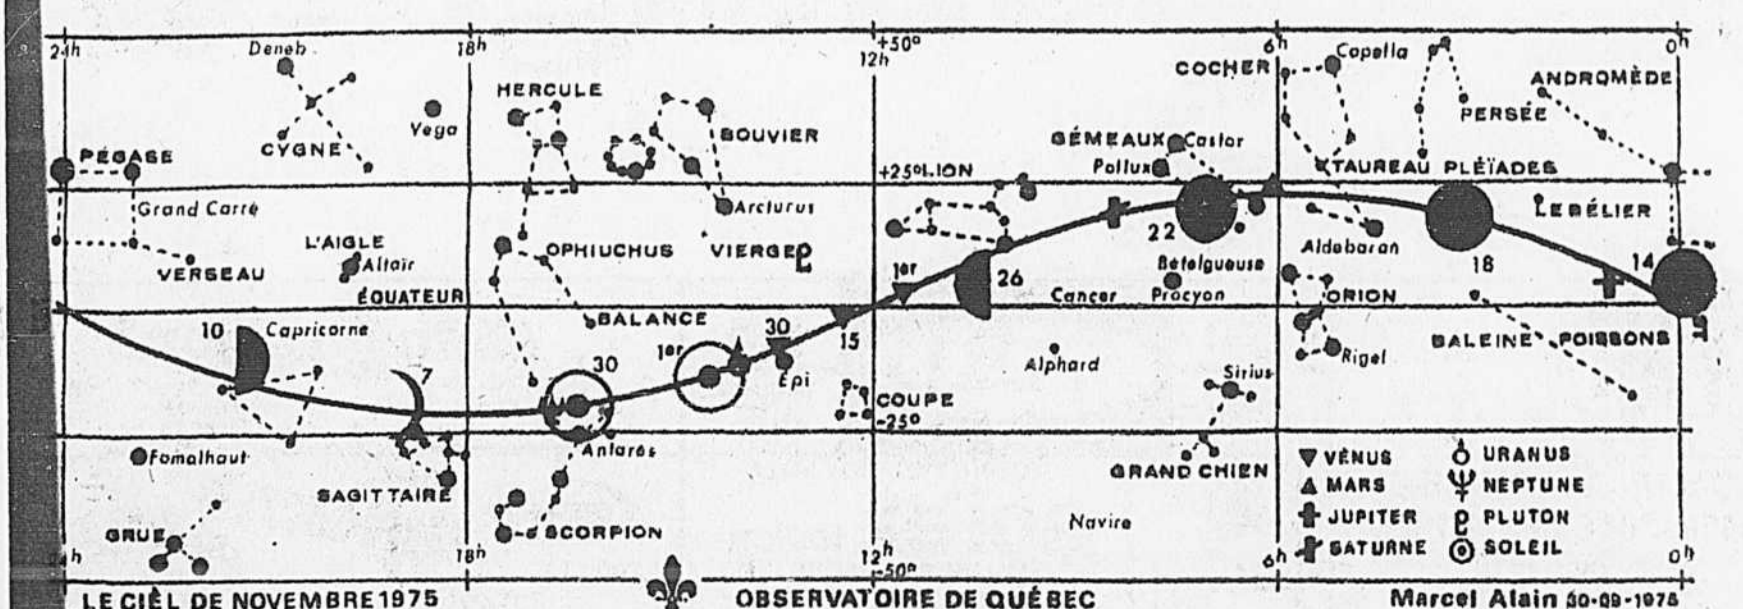 24h
Deneb
18h
+50°
12h
6h
Capella
0h
COCHER
ANDROMÈDE
HERCULE
PERSÉE
Vega
BOUVIER
GÉMEAUX
Castor
CYGNE
PÉGASE
Pollux
TAUREAU
PLÉÏADES
+25°
LION
Grand Carré
Arcturus
LE BÉLIER
L'AIGLE
OPHIUCHUS
VIERGE
22
Aldebaran
VERSEAU
Altaïr
18
14
1er
26
Bételgueuse
ÉQUATEUR
Cancer
Procyon
ORION
10
Capricorne
BALANCE
30
15
BALEINE
POISSONS
1er
30
7
Epi
Alphard
Rigel
Sirius
COUPE
-25°
Fomalhaut
Antarès
GRAND CHIEN
VÉNUS
URANUS
SAGITTAIRE
MARS
NEPTUNE
Navire
JUPITER
PLUTON
GRUE
SCORPION
SATURNE
SOLEIL
24h
18h
12h
6h
0h
-50°
LE CIÈL DE NOVEMBRE 1975
OBSERVATOIRE DE QUÉBEC
Marcel Alain